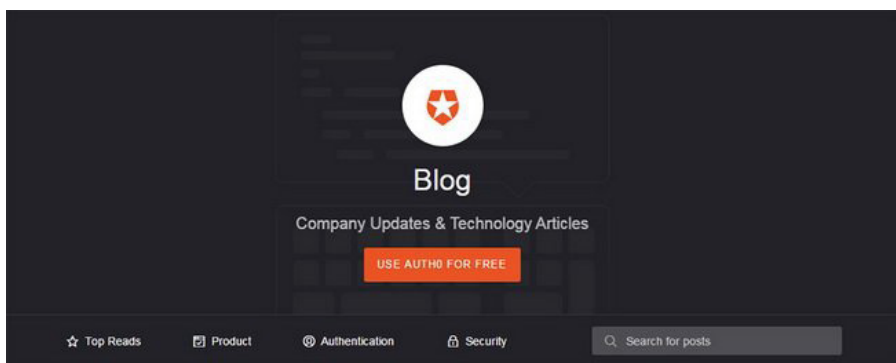 Blog
Company Updates & Technology Articles
USE AUTH0 FOR FREE
Top Reads Product Authentication Security Search for posts